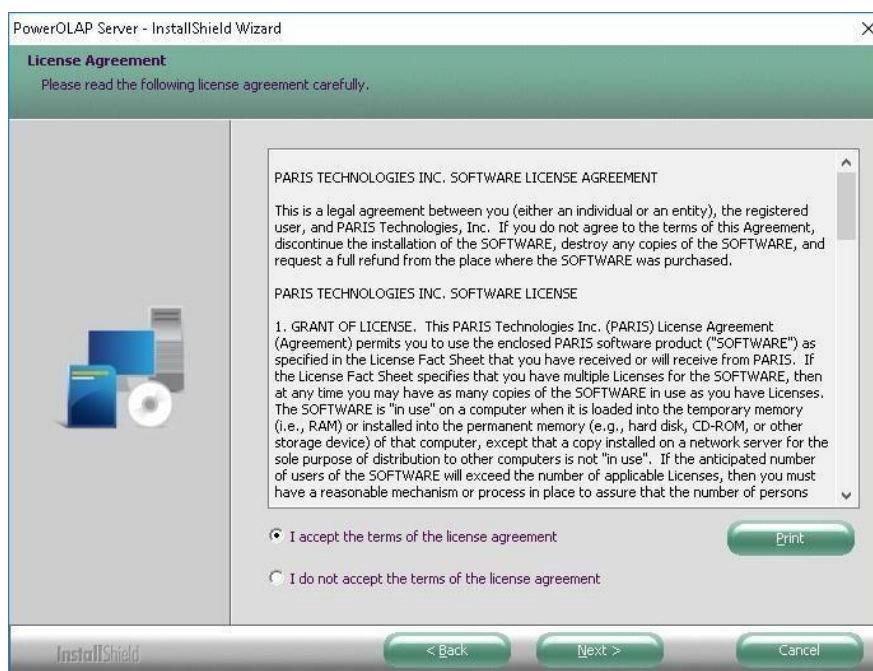 PowerOLAP Server - InstallShield Wizard
License Agreement
Please read the following license agreement carefully.
PARIS TECHNOLOGIES INC. SOFTWARE LICENSE AGREEMENT
This is a legal agreement between you (either an individual or an entity), the registered
user, and PARIS Technologies, Inc. If you do not agree to the terms of this Agreement,
discontinue the installation of the SOFTWARE, destroy any copies of the SOFTWARE, and
request a full refund from the place where the SOFTWARE was purchased.
PARIS TECHNOLOGIES INC. SOFTWARE LICENSE
1. GRANT OF LICENSE. This PARIS Technologies Inc. (PARIS) License Agreement
(Agreement) permits you to use the enclosed PARIS software product ("SOFTWARE") as
specified in the License Fact Sheet that you have received or will receive from PARIS. If
the License Fact Sheet specifies that you have multiple Licenses for the SOFTWARE, then
at any time you may have as many copies of the SOFTWARE in use as you have Licenses.
The SOFTWARE is "in use" on a computer when it is loaded into the temporary memory
(i.e., RAM) or installed into the permanent memory (e.g., hard disk, CD-ROM, or other
storage device) of that computer, except that a copy installed on a network server for the
sole purpose of distribution to other computers is not "in use". If the anticipated number
of users of the SOFTWARE will exceed the number of applicable Licenses, then you must
have a reasonable mechanism or process in place to assure that the number of persons
I accept the terms of the license agreement
Print
I do not accept the terms of the license agreement
InstallShield
< Back
Next >
Cancel